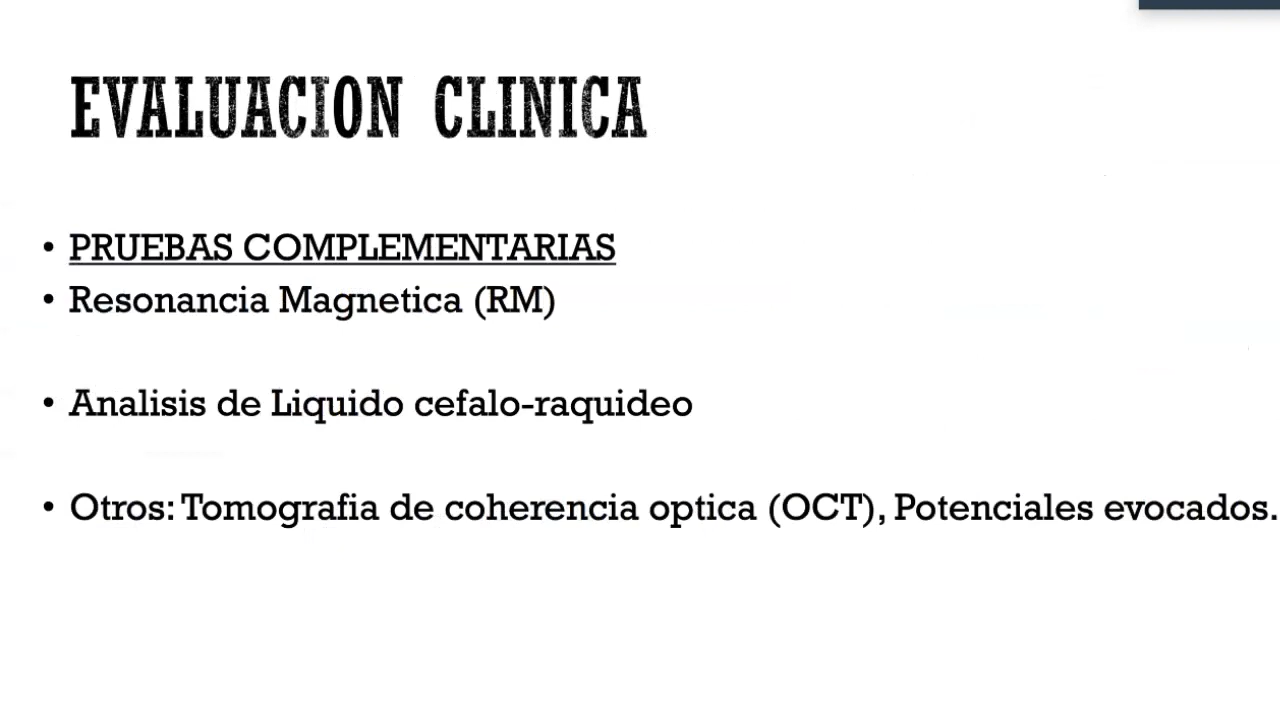 EVALUACION CLINICA
• PRUEBAS COMPLEMENTARIAS
• Resonancia Magnetica (RM)
• Analisis de Liquido cefalo-raquideo
• Otros: Tomografia de coherencia optica (OCT), Potenciales evocados.